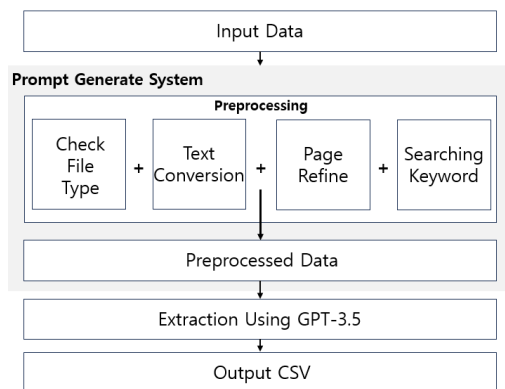 Input Data
Prompt Generate System
Preprocessing
Check
File
Type
+
Text
Conversion
+
Page
Refine
+
Searching
Keyword
Preprocessed Data
Extraction Using GPT-3.5
Output CSV